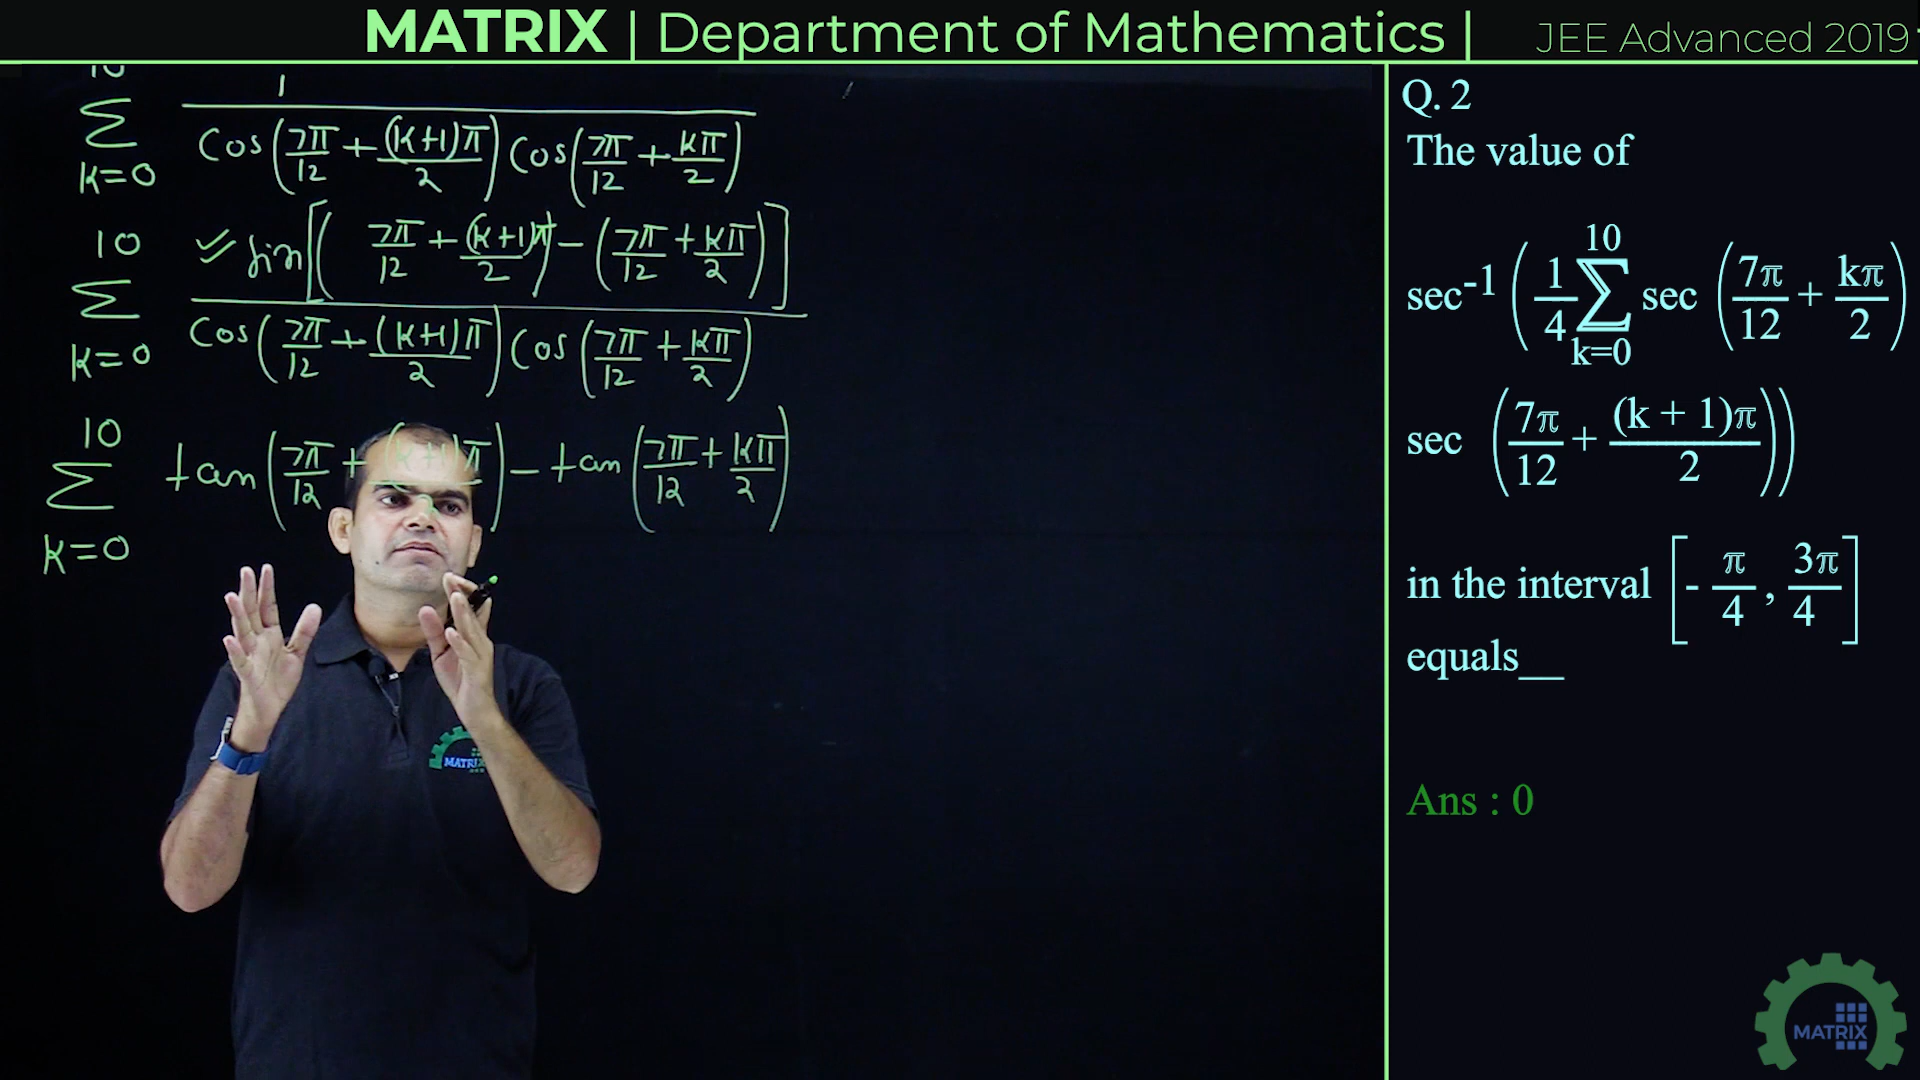 MATRIX | Department of Mathematics |
JEE Advanced 2019
10
∑ 1 / (Cos(7π/12 + (k+1)π/2) Cos(7π/12 + kπ/2))
k=0
10
∑ ✓ sin[(7π/12 + (k+1)π/2) - (7π/12 + kπ/2)] / (Cos(7π/12 + (k+1)π/2) Cos(7π/12 + kπ/2))
k=0
10
∑ tan(7π/12 + (k+1)π/2) - tan(7π/12 + kπ/2)
k=0
Q. 2
The value of
sec⁻¹ (1/4 ∑ k=0 10 sec (7π/12 + kπ/2)
sec (7π/12 + (k + 1)π/2))
in the interval [- π/4 , 3π/4]
equals__
Ans : 0
MATRIX
MATRIX